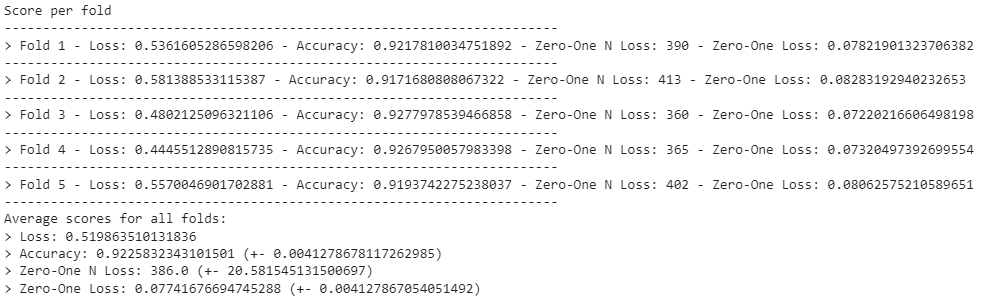 Score per fold
------------------------------------------------------------------------
> Fold 1 - Loss: 0.5361605286598206 - Accuracy: 0.9217810034751892 - Zero-One N Loss: 390 - Zero-One Loss: 0.07821901323706382
------------------------------------------------------------------------
> Fold 2 - Loss: 0.581388533115387 - Accuracy: 0.9171680808067322 - Zero-One N Loss: 413 - Zero-One Loss: 0.08283192940232653
------------------------------------------------------------------------
> Fold 3 - Loss: 0.4802125096321106 - Accuracy: 0.9277978539466858 - Zero-One N Loss: 360 - Zero-One Loss: 0.07220216606498198
------------------------------------------------------------------------
> Fold 4 - Loss: 0.4445512890815735 - Accuracy: 0.9267950057983398 - Zero-One N Loss: 365 - Zero-One Loss: 0.07320497392699554
------------------------------------------------------------------------
> Fold 5 - Loss: 0.5570046901702881 - Accuracy: 0.9193742275238037 - Zero-One N Loss: 402 - Zero-One Loss: 0.08062575210589651
------------------------------------------------------------------------
Average scores for all folds:
> Loss: 0.519863510131836
> Accuracy: 0.9225832343101501 (+- 0.0041278678117262985)
> Zero-One N Loss: 386.0 (+- 20.581545131500697)
> Zero-One Loss: 0.07741676694745288 (+- 0.004127867054051492)